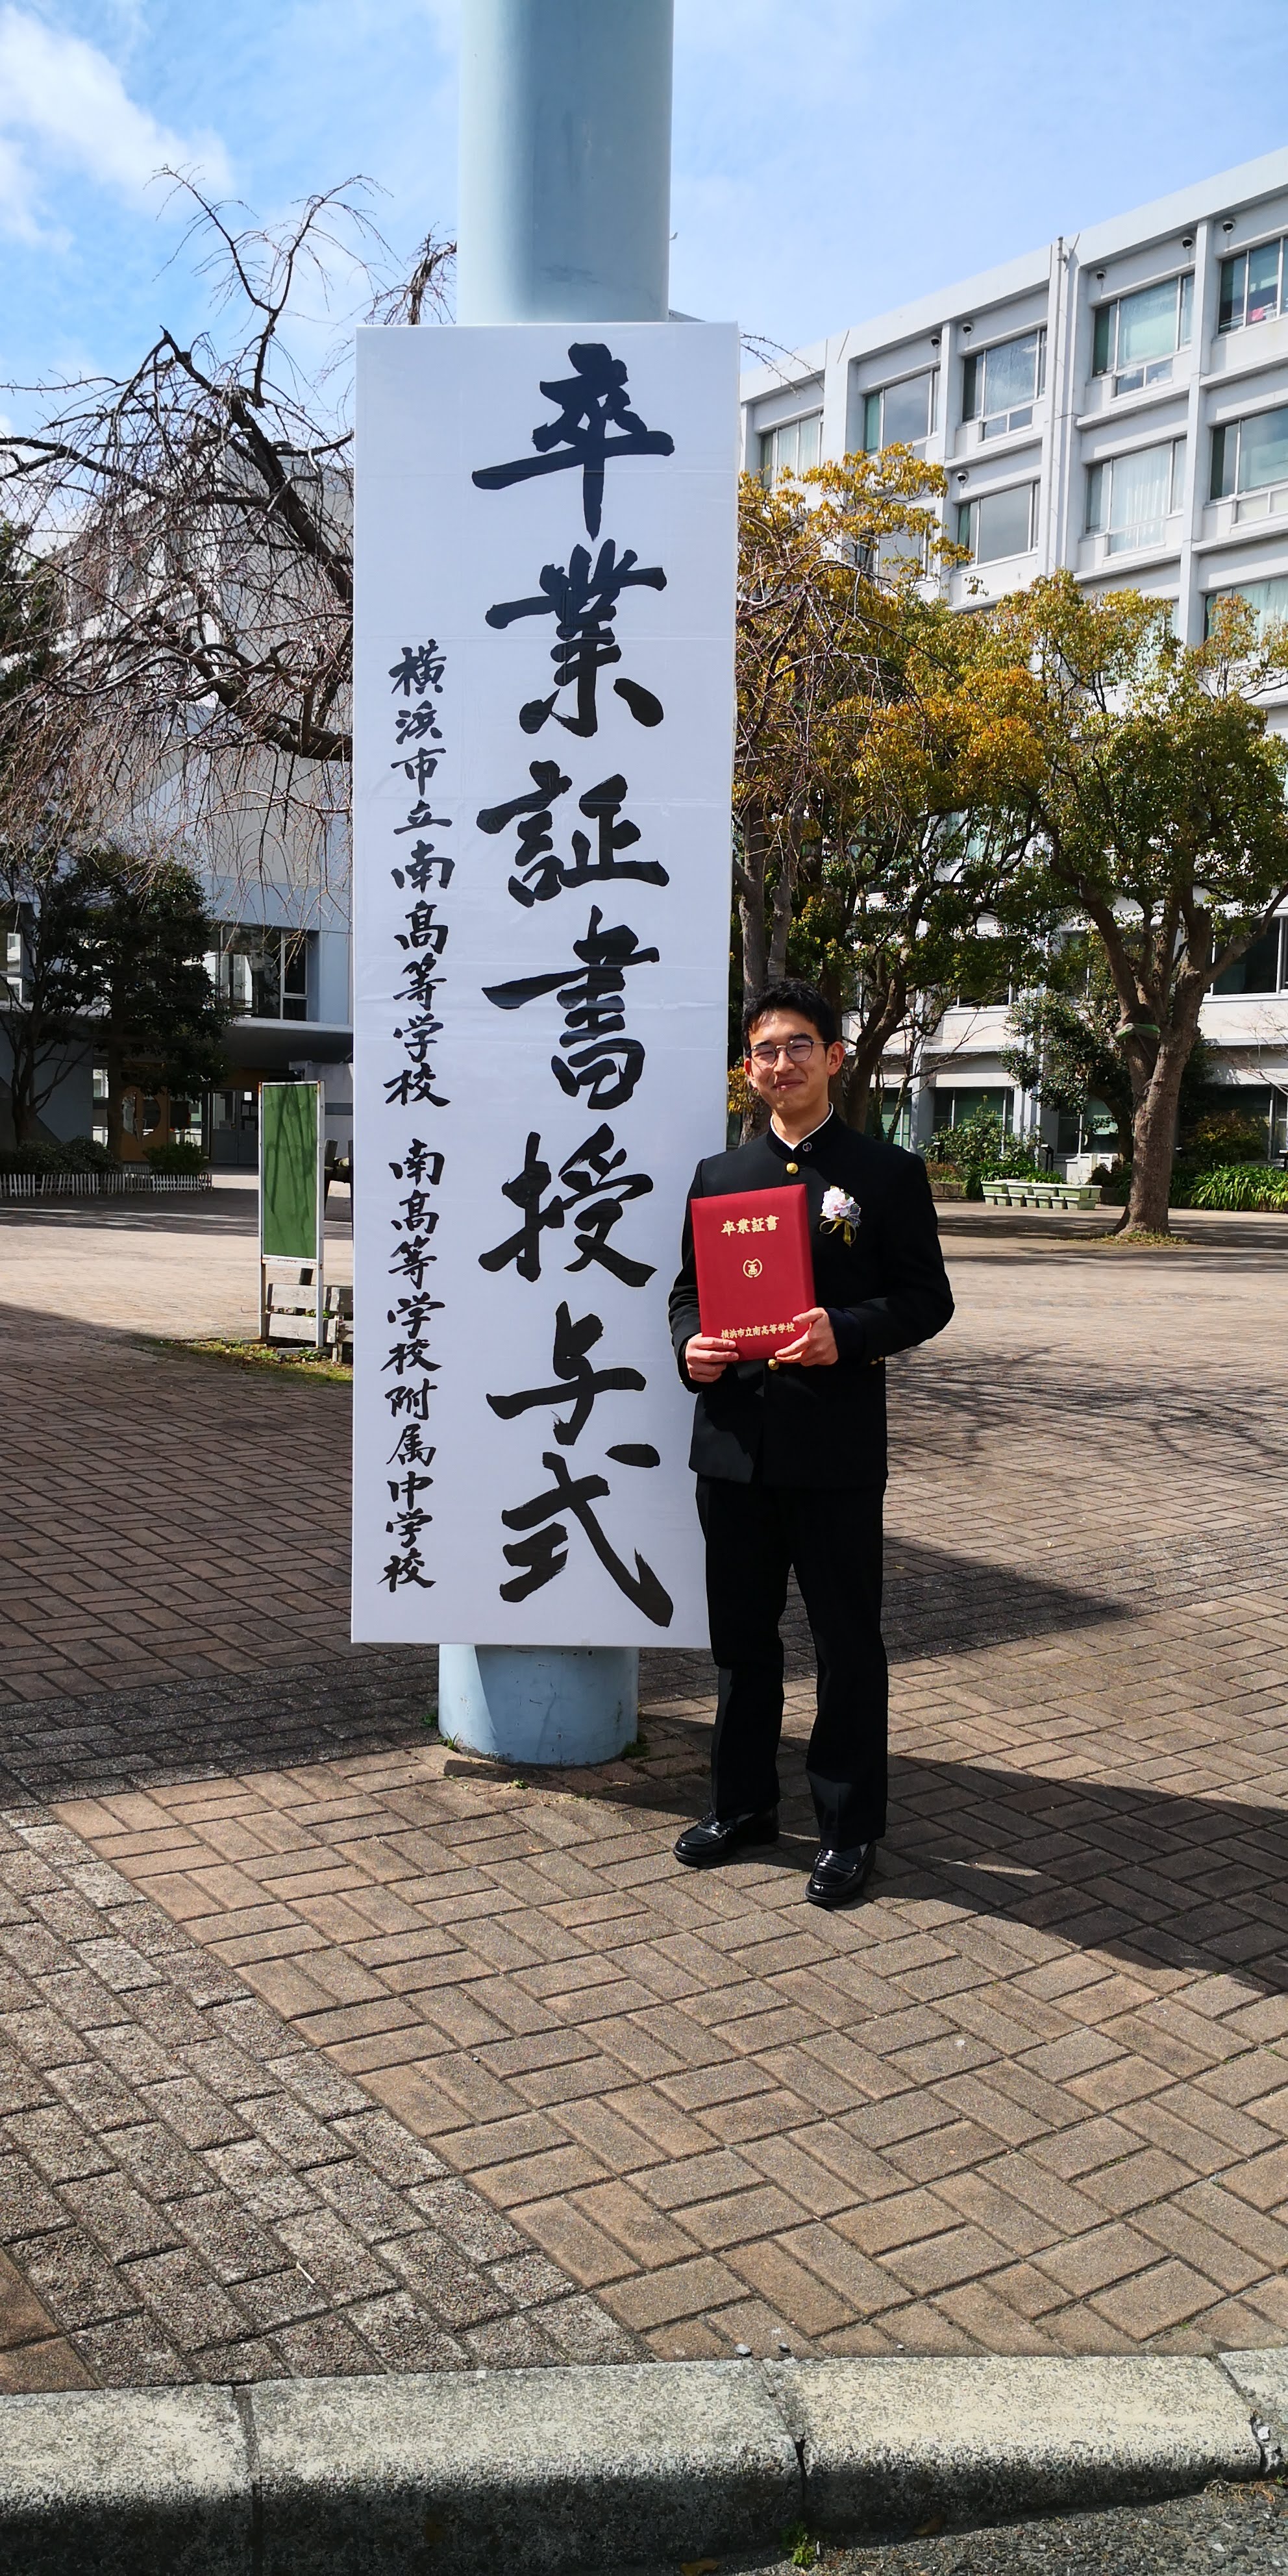 卒業証書授与式
横浜市立南高等学校 南高等学校附属中学校
卒業証書
高
横浜市立南高等学校